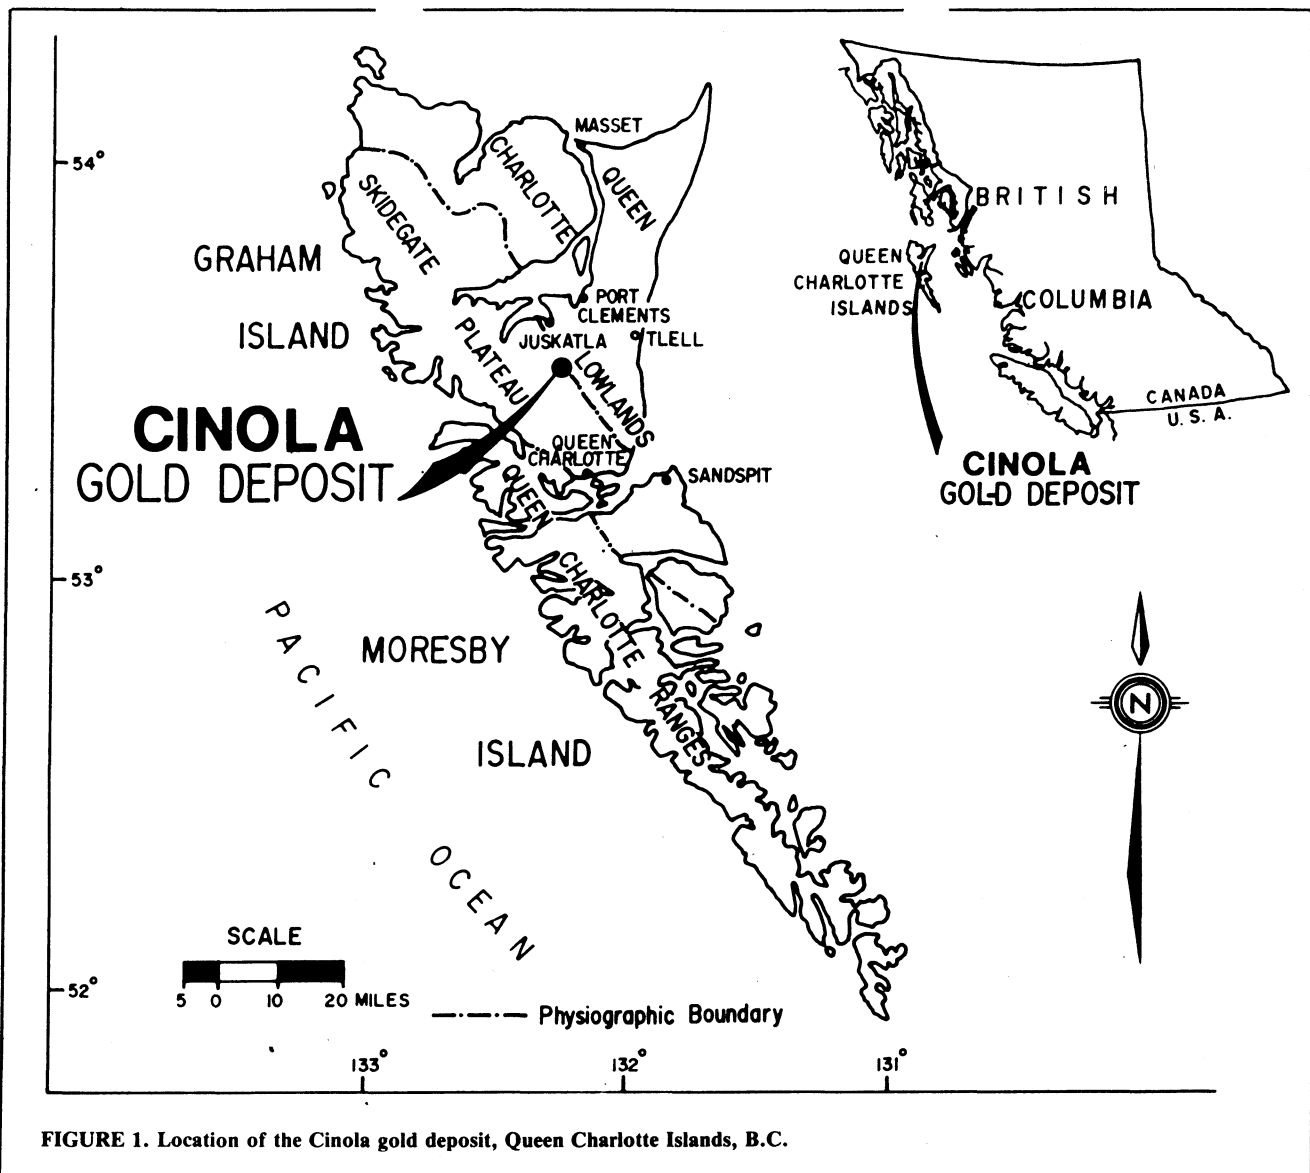 MASSET
54°
CHARLOTTE
QUEEN
SKIDEGATE
BRITISH
GRAHAM
QUEEN
CHARLOTTE
ISLANDS
PORT
CLEMENTS
COLUMBIA
ISLAND
PLATEAU
JUSKATLA
TLELL
LOWLANDS
CANADA
U.S.A.
CINOLA
GOLD DEPOSIT
QUEEN
CHARLOTTE
SANDSPIT
CINOLA
GOLD DEPOSIT
QUEEN
53°
CHARLOTTE
PACIFIC
MORESBY
RANGES
N
ISLAND
OCEAN
SCALE
5 0 10 20 MILES
52°
Physiographic Boundary
133° 132° 131°
FIGURE 1. Location of the Cinola gold deposit, Queen Charlotte Islands, B.C.